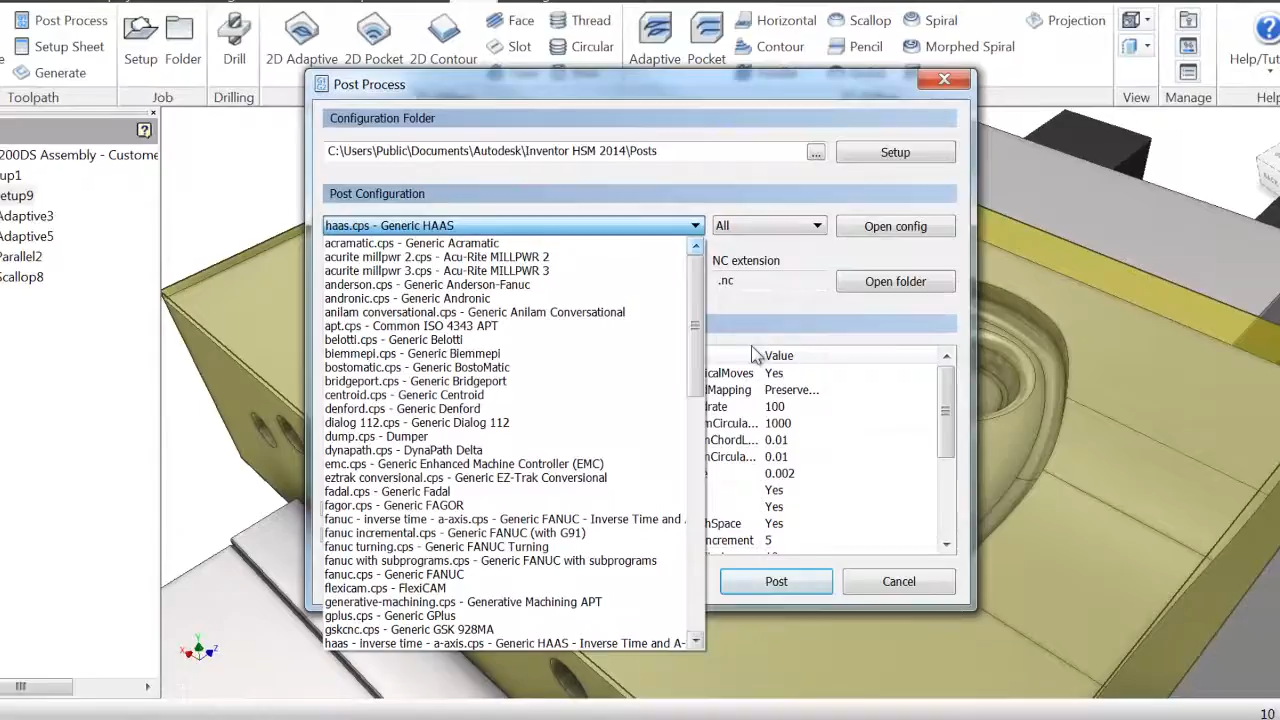 Post Process
Setup Sheet
Generate
Toolpath
Setup
Folder
Job
Drill
Drilling
2D Adaptive
2D Pocket
2D Contour
Face
Slot
Thread
Circular
Adaptive
Pocket
Horizontal
Contour
Scallop
Pencil
Spiral
Morphed Spiral
Projection
View
Manage
Help/Tut
Help
200DS Assembly - Custome
up1
etup9
Adaptive3
Adaptive5
Parallel2
Scallop8
Post Process
Configuration Folder
C:\Users\Public\Documents\Autodesk\Inventor HSM 2014\Posts
...
Setup
Post Configuration
haas.cps - Generic HAAS
All
Open config
acramatic.cps - Generic Acramatic
acurite millpwr 2.cps - Acu-Rite MILLPWR 2
acurite millpwr 3.cps - Acu-Rite MILLPWR 3
anderson.cps - Generic Anderson-Fanuc
andronic.cps - Generic Andronic
anilam conversational.cps - Generic Anilam Conversational
apt.cps - Common ISO 4343 APT
belotti.cps - Generic Belotti
biemmepi.cps - Generic Biemmepi
bostomatic.cps - Generic BostoMatic
bridgeport.cps - Generic Bridgeport
centroid.cps - Generic Centroid
denford.cps - Generic Denford
dialog 112.cps - Generic Dialog 112
dump.cps - Dumper
dynapath.cps - DynaPath Delta
emc.cps - Generic Enhanced Machine Controller (EMC)
eztrak conversional.cps - Generic EZ-Trak Conversional
fadal.cps - Generic Fadal
fagor.cps - Generic FAGOR
fanuc - inverse time - a-axis.cps - Generic FANUC - Inverse Time and
fanuc incremental.cps - Generic FANUC (with G91)
fanuc turning.cps - Generic FANUC Turning
fanuc with subprograms.cps - Generic FANUC with subprograms
fanuc.cps - Generic FANUC
flexicam.cps - FlexiCAM
generative-machining.cps - Generative Machining APT
gplus.cps - Generic GPlus
gskcnc.cps - Generic GSK 928MA
haas - inverse time - a-axis.cps - Generic HAAS - Inverse Time and A-
NC extension
.nc
Open folder
Value
icalMoves Yes
Mapping Preserve...
rate 100
mCircula... 1000
nChordL... 0.01
nCircula... 0.01
e 0.002
Yes
Yes
hSpace Yes
ncrement 5
Post
Cancel
X
Y
Z
10